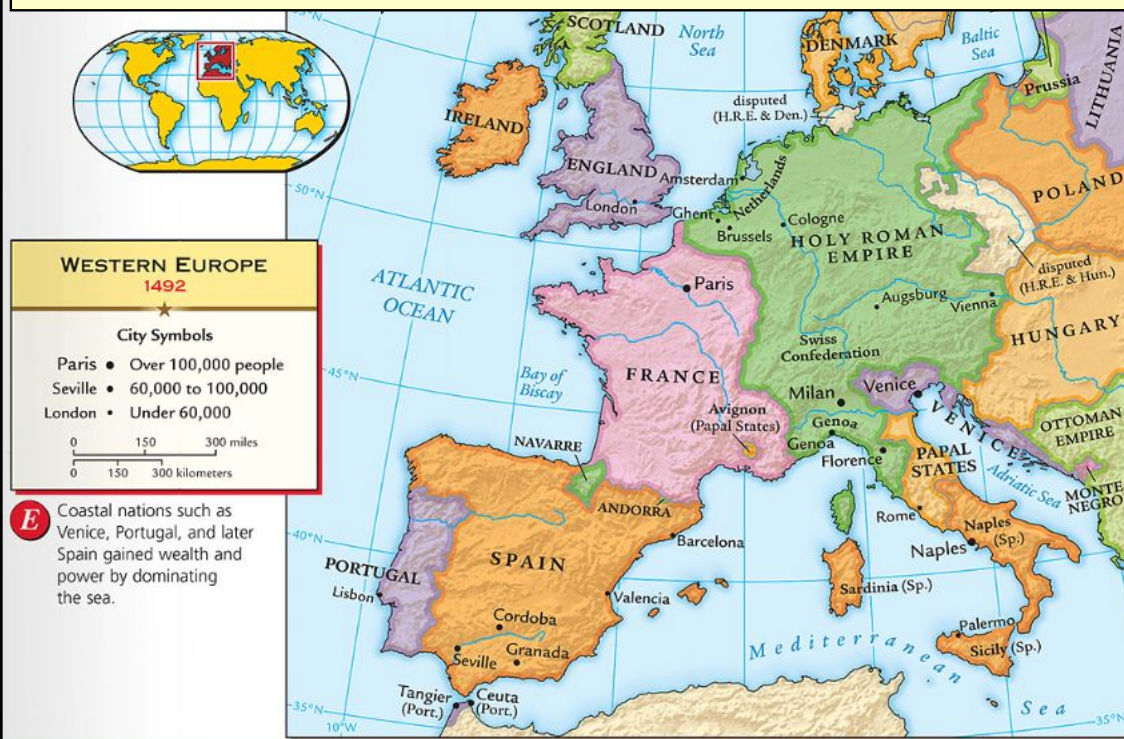 WESTERN EUROPE
1492
City Symbols
Paris Over 100,000 people
Seville 60,000 to 100,000
London Under 60,000
0 150 300 miles
0 150 300 kilometers
E
Coastal nations such as
Venice, Portugal, and later
Spain gained wealth and
power by dominating
the sea.
SCOTLAND
North
Sea
DENMARK
Baltic
Sea
Prussia
LITHUANIA
disputed
(H.R.E. & Den.)
IRELAND
ENGLAND
Amsterdam
Netherlands
POLAND
50°N
London
Ghent
Brussels
Cologne
HOLY ROMAN
EMPIRE
disputed
(H.R.E. & Hun.)
ATLANTIC
OCEAN
Paris
Augsburg
Vienna
HUNGARY
Swiss
Confederation
45°N
Bay of
Biscay
FRANCE
Milan
Venice
VENICE
Avignon
(Papal States)
Genoa
Genoa
Florence
OTTOMAN
EMPIRE
NAVARRE
PAPAL
STATES
Adriatic Sea
MONTE
NEGRO
ANDORRA
Rome
40°N
Barcelona
Naples
(Sp.)
Naples
SPAIN
PORTUGAL
Lisbon
Valencia
Sardinia (Sp.)
Cordoba
Palermo
Sicily (Sp.)
Seville
Granada
Mediterranean
Sea
Tangier
(Port.)
Ceuta
(Port.)
35°N
10°W
35°N